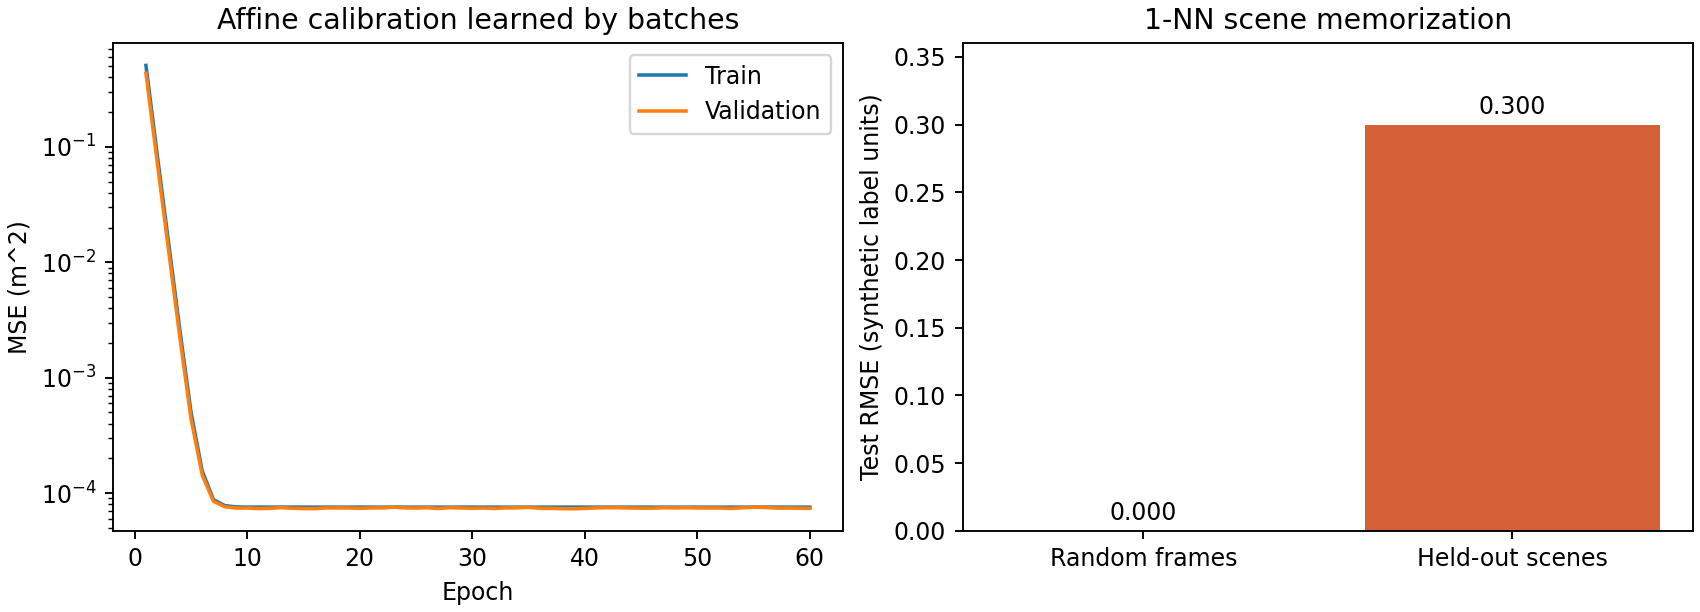 Affine calibration learned by batches
MSE (m^2)
10⁻¹
10⁻²
10⁻³
10⁻⁴
Train
Validation
0
10
20
30
40
50
60
Epoch
1-NN scene memorization
Test RMSE (synthetic label units)
0.35
0.30
0.25
0.20
0.15
0.10
0.05
0.00
0.000
0.300
Random frames
Held-out scenes